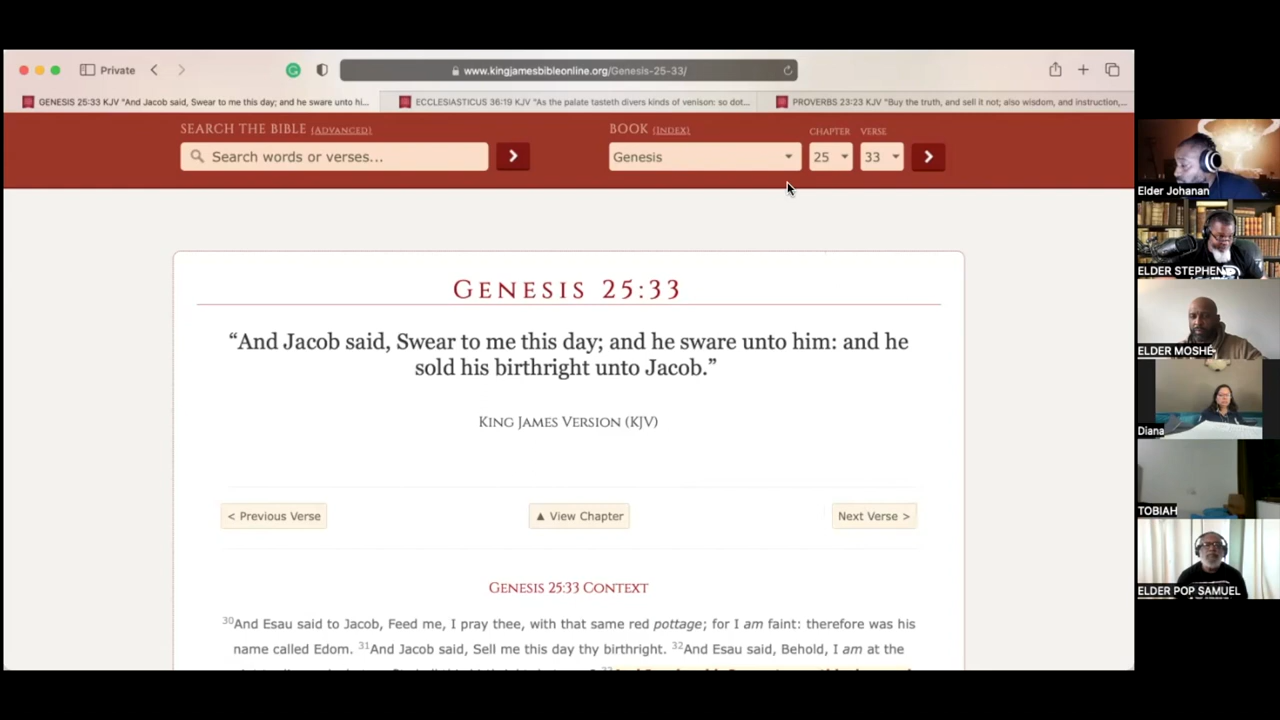 Private
www.kingjamesbibleonline.org/Genesis-25-33/
GENESIS 25:33 KJV "And Jacob said, Swear to me this day; and he sware unto hi...
ECCLESIASTICUS 36:19 KJV "As the palate tasteth divers kinds of venison: so dot...
PROVERBS 23:23 KJV "Buy the truth, and sell it not; also wisdom, and instruction,...
SEARCH THE BIBLE (ADVANCED)
BOOK (INDEX)
CHAPTER
VERSE
Search words or verses...
Genesis
25
33
GENESIS 25:33
“And Jacob said, Swear to me this day; and he sware unto him: and he
sold his birthright unto Jacob.”
KING JAMES VERSION (KJV)
< Previous Verse
▲ View Chapter
Next Verse >
GENESIS 25:33 CONTEXT
30And Esau said to Jacob, Feed me, I pray thee, with that same red pottage; for I am faint: therefore was his
name called Edom. 31And Jacob said, Sell me this day thy birthright. 32And Esau said, Behold, I am at the
Elder Johanan
ELDER STEPHEN
ELDER MOSHÉ
Diana
TOBIAH
ELDER POP SAMUEL